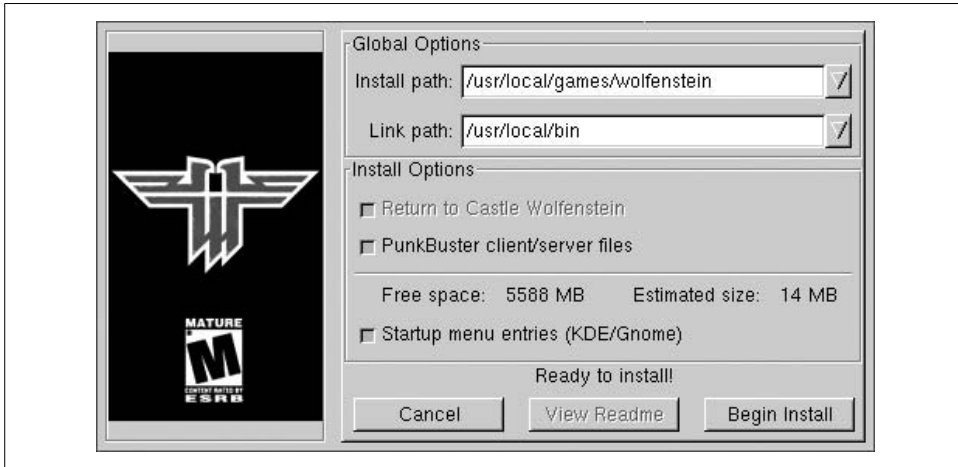 Global Options
Install path: /usr/local/games/wolfenstein
Link path: /usr/local/bin
Install Options
Return to Castle Wolfenstein
PunkBuster client/server files
Free space: 5588 MB Estimated size: 14 MB
Startup menu entries (KDE/Gnome)
Ready to install!
Cancel View Readme Begin Install
MATURE
M
CONTENT RATED BY
ESRB